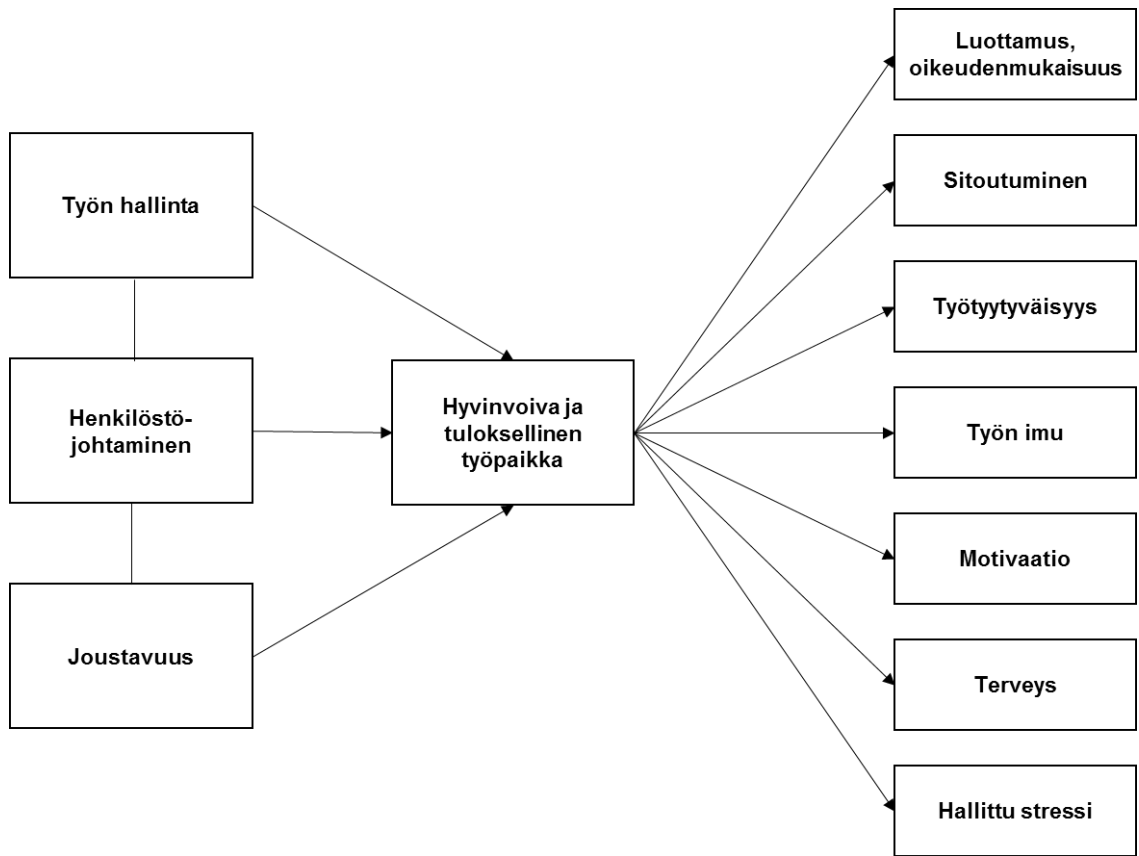 Työn hallinta
Henkilöstö-
johtaminen
Joustavuus
Hyvinvoiva ja
tuloksellinen
työpaikka
Luottamus,
oikeudenmukaisuus
Sitoutuminen
Työtyytyväisyys
Työn imu
Motivaatio
Terveys
Hallittu stressi